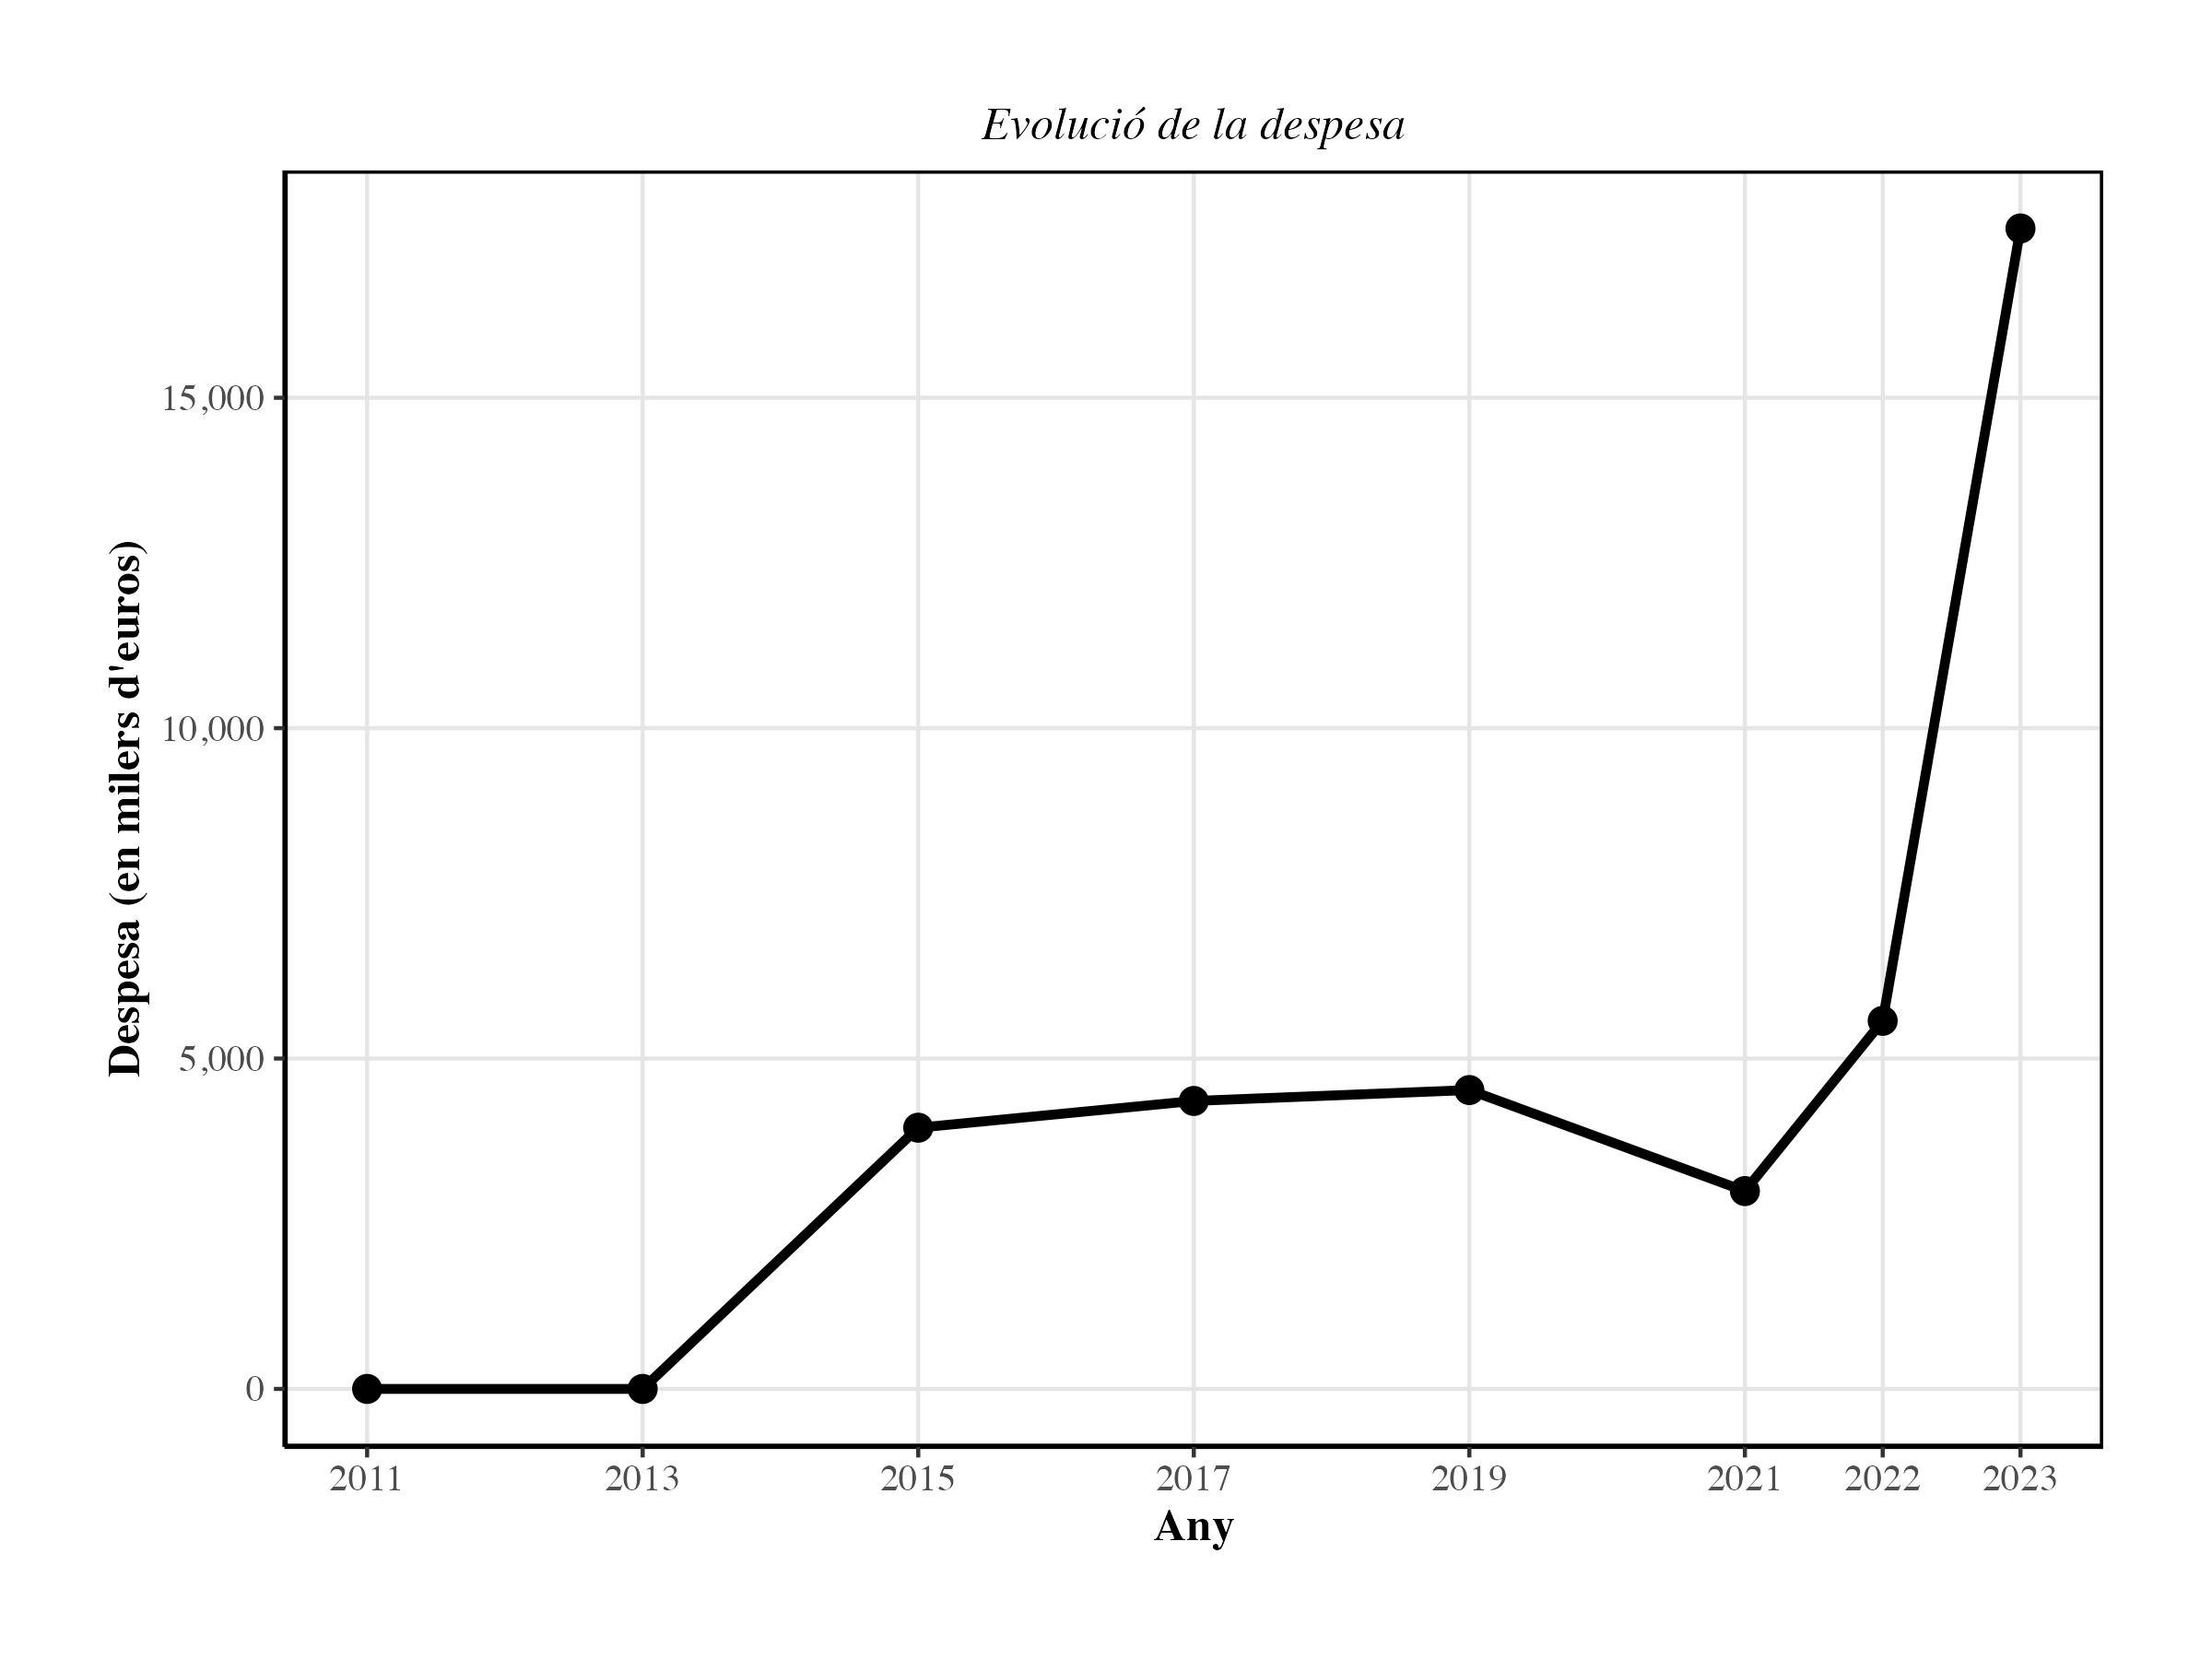 Evolució de la despesa
Despesa (en milers d'euros)
15,000
10,000
5,000
0
2011 2013 2015 2017 2019 2021 2022 2023
Any